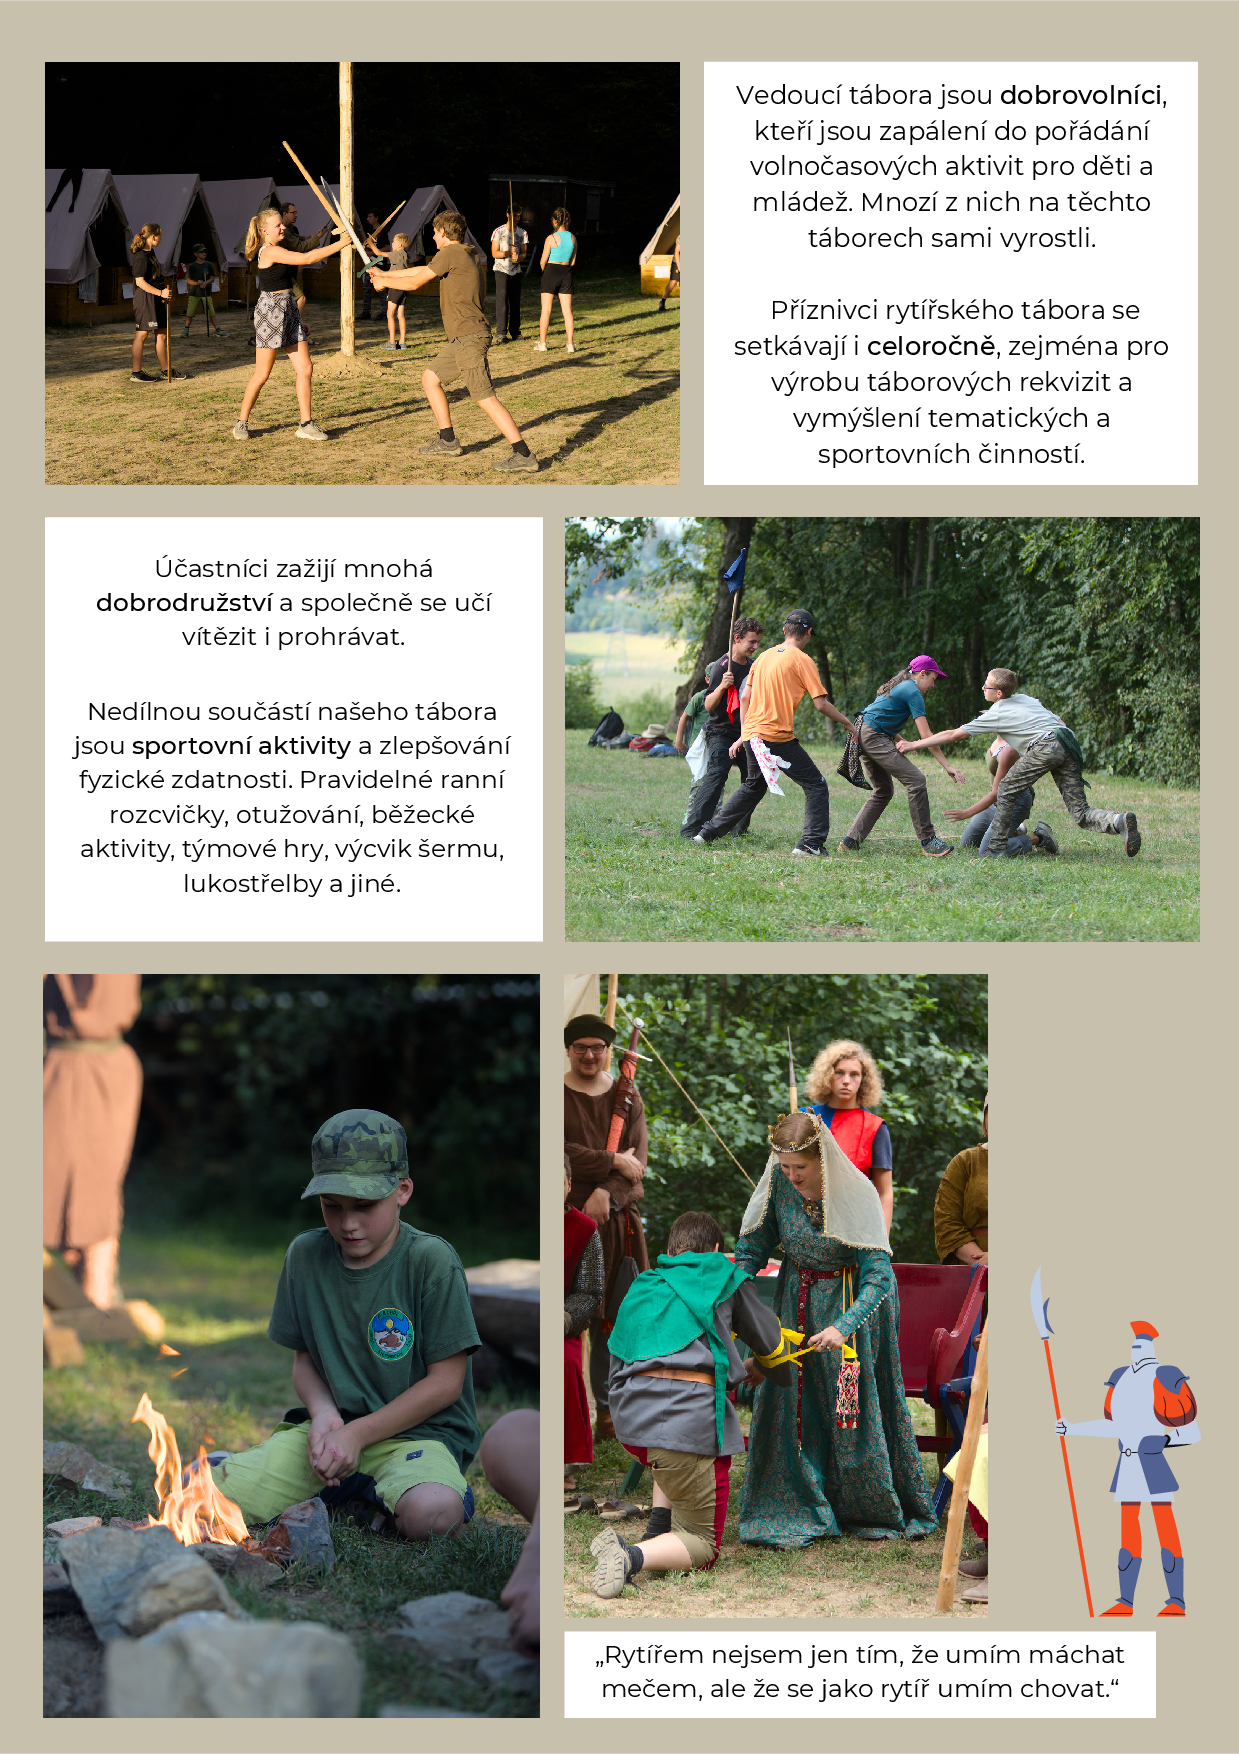 Vedoucí tábora jsou dobrovolníci,
kteří jsou zapálení do pořádání
volnočasových aktivit pro děti a
mládež. Mnozí z nich na těchto
táborech sami vyrostli.
Příznivci rytířského tábora se
setkávají i celoročně, zejména pro
výrobu táborových rekvizit a
vymýšlení tematických a
sportovních činností.
Účastníci zažijí mnohá
dobrodružství a společně se učí
vítězit i prohrávat.
Nedílnou součástí našeho tábora
jsou sportovní aktivity a zlepšování
fyzické zdatnosti. Pravidelné ranní
rozcvičky, otužování, běžecké
aktivity, týmové hry, výcvik šermu,
lukostřelby a jiné.
„Rytířem nejsem jen tím, že umím máchat
mečem, ale že se jako rytíř umím chovat.“